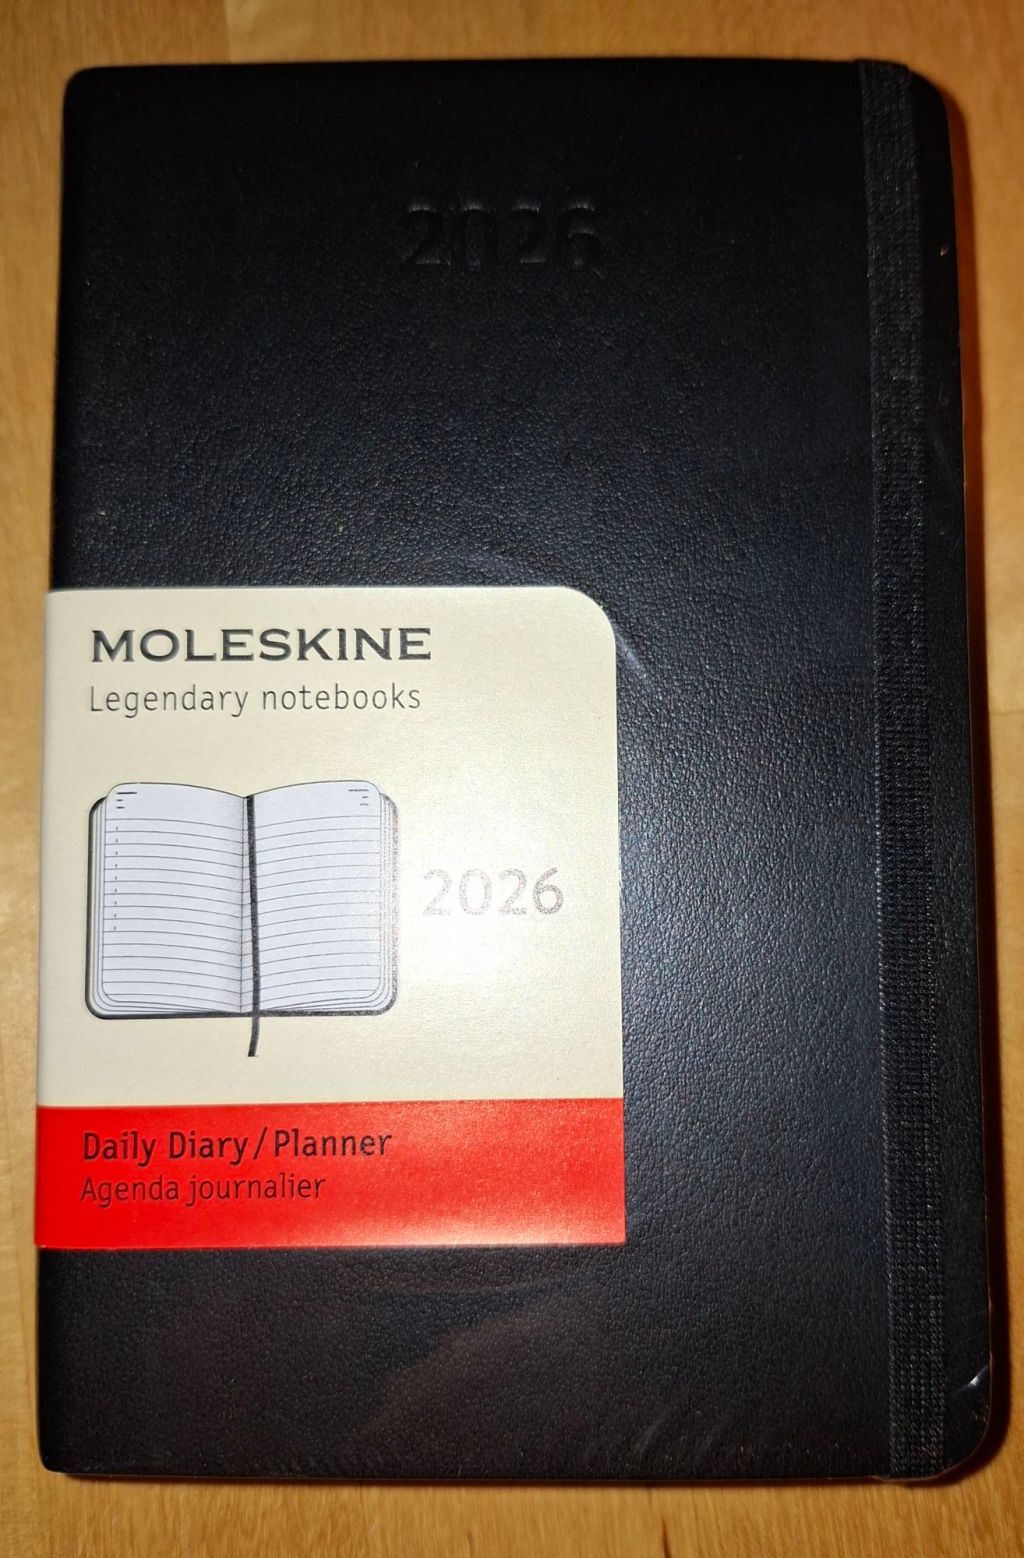 2026
MOLESKINE
Legendary notebooks
2026
Daily Diary/Planner
Agenda journalier